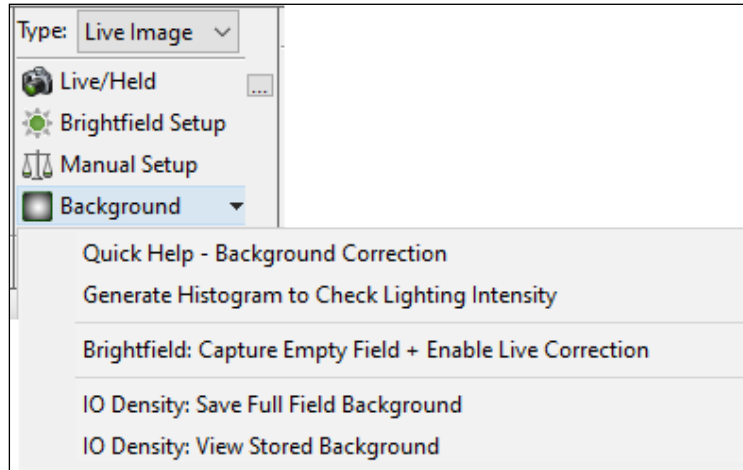 Type: Live Image
Live/Held ...
Brightfield Setup
Manual Setup
Background
Quick Help - Background Correction
Generate Histogram to Check Lighting Intensity
Brightfield: Capture Empty Field + Enable Live Correction
IO Density: Save Full Field Background
IO Density: View Stored Background